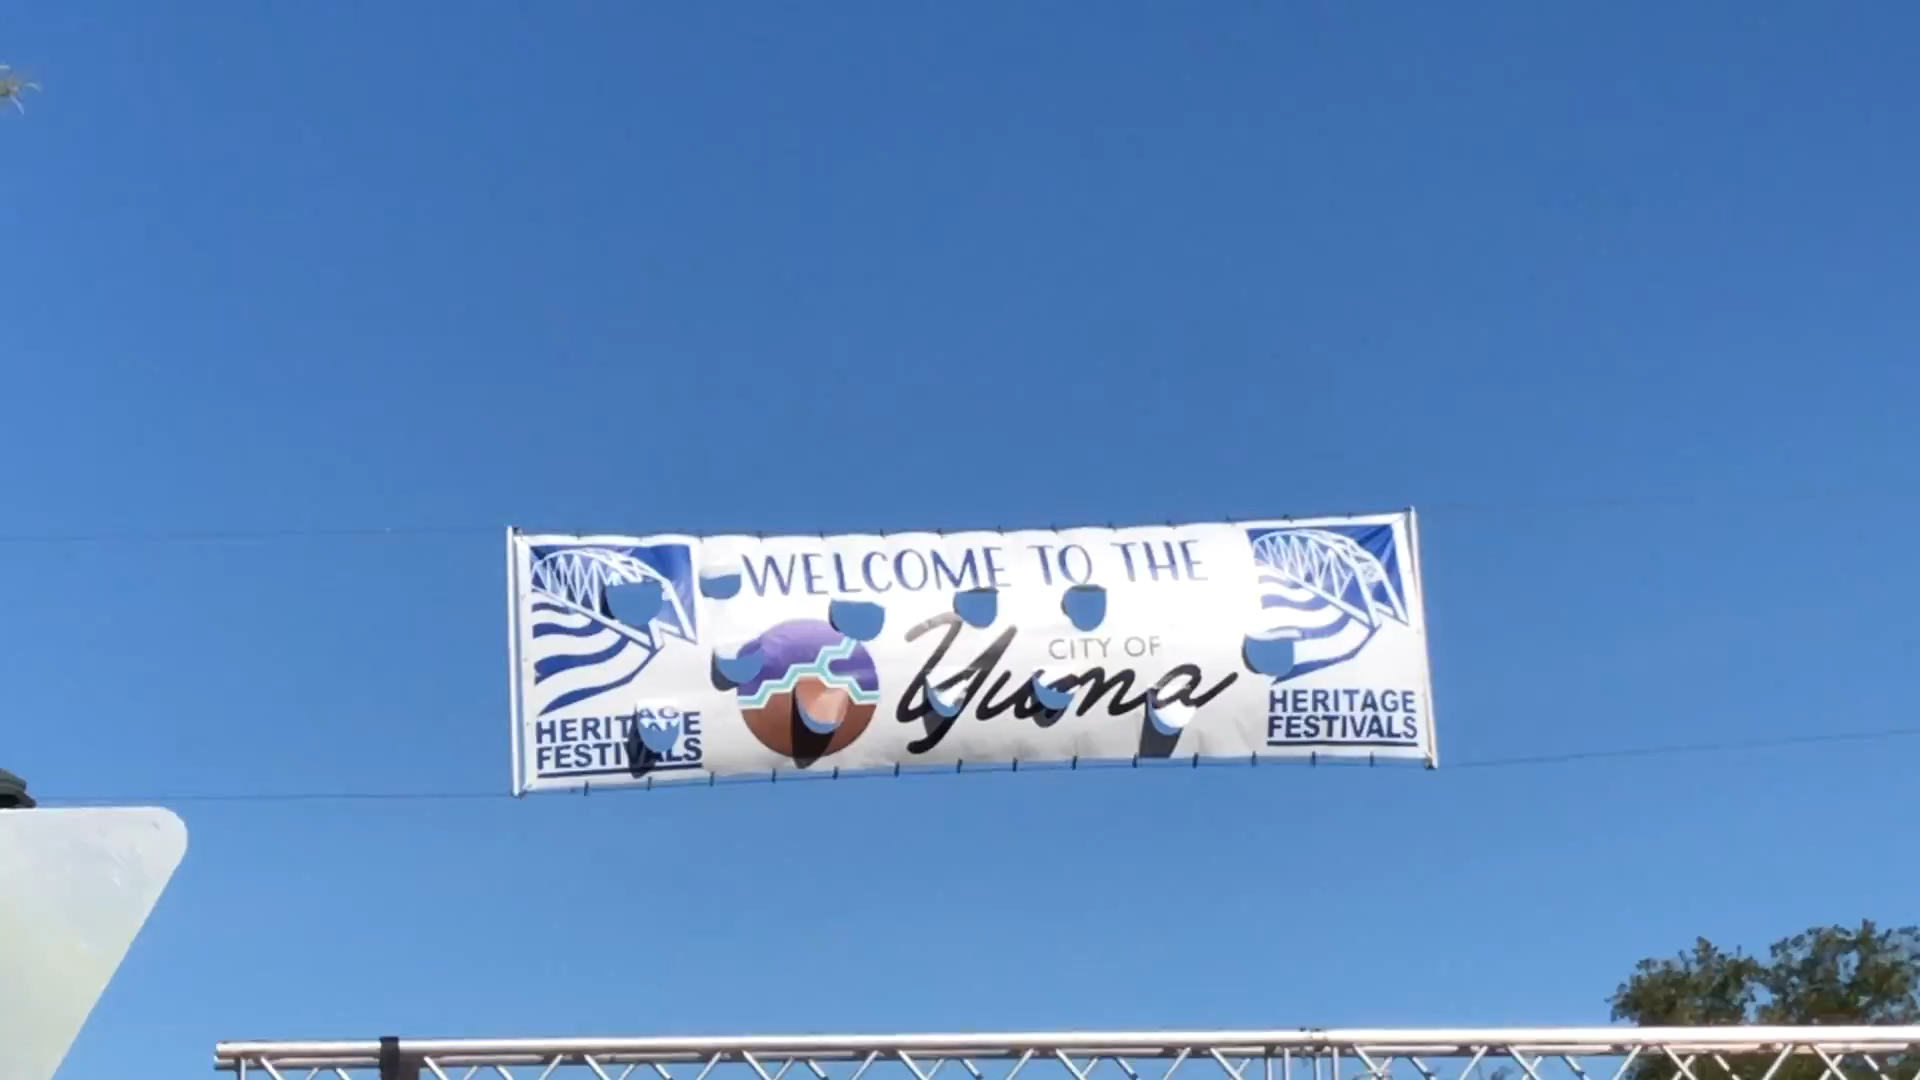 WELCOME TO THE
CITY OF
Yuma
HERITAGE
FESTIVALS
HERITAGE
FESTIVALS